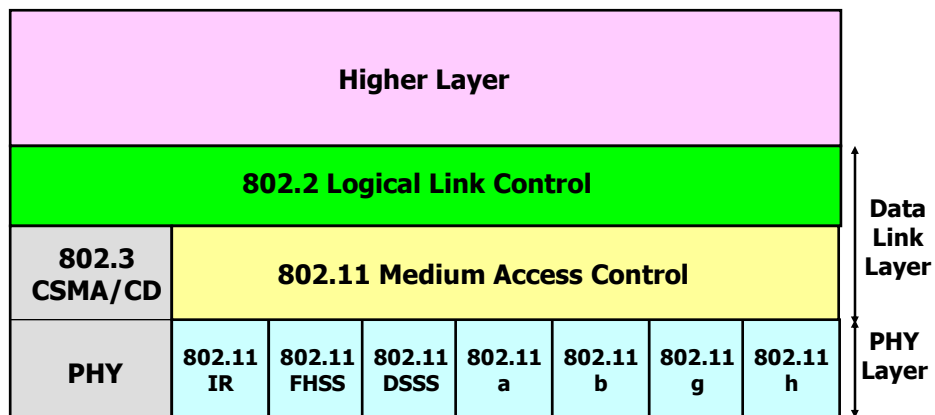 Higher Layer
802.2 Logical Link Control
Data
Link
Layer
802.3
CSMA/CD
802.11 Medium Access Control
PHY
802.11
IR
802.11
FHSS
802.11
DSSS
802.11
a
802.11
b
802.11
g
802.11
h
PHY
Layer